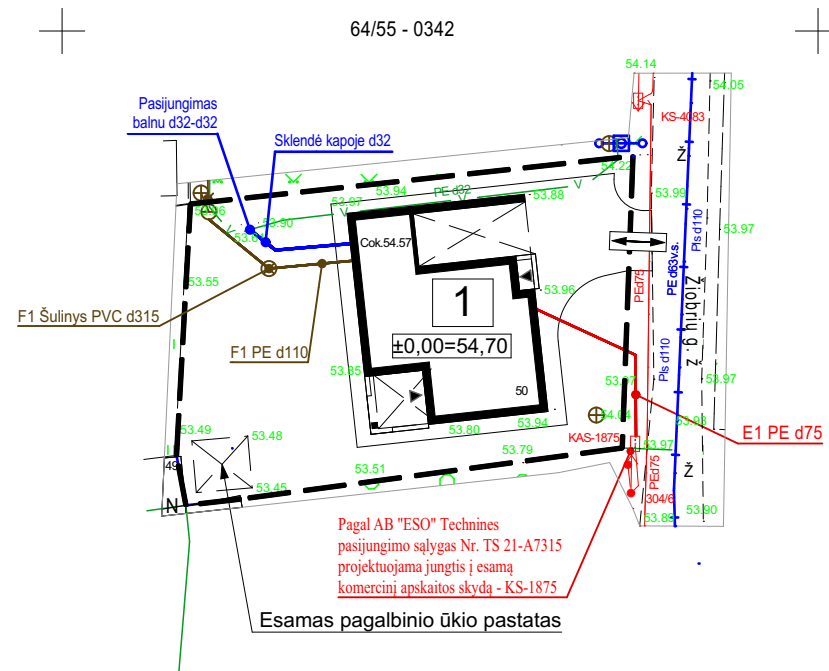 64/55 - 0342
54.14
54.05
Pasijungimas
balnu d32-d32
Sklendė kapoje d32
KS-4083
Ž
54.22
53.94
PE d32
53.88
53.97
V
V
V
V
53.90
53.99
53.97
Pls d110
Cok.54.57
53.55
53.96
PEd75
PE d63v.s.
Žiobrių g. ž
1
±0,00=54,70
F1 Šulinys PVC d315
F1 PE d110
Pls d110
53.85
53.97
53.97
50
54.04
53.80
53.94
53.93
E1 PE d75
53.49
53.48
KAS-1875
53.97
53.79
49
53.51
PEd75
Ž
53.45
N
304/6
53.90
Pagal AB "ESO" Technines
pasijungimo sąlygas Nr. TS 21-A7315
projektuojama jungtis į esamą
komercinį apskaitos skydą - KS-1875
Esamas pagalbinio ūkio pastatas